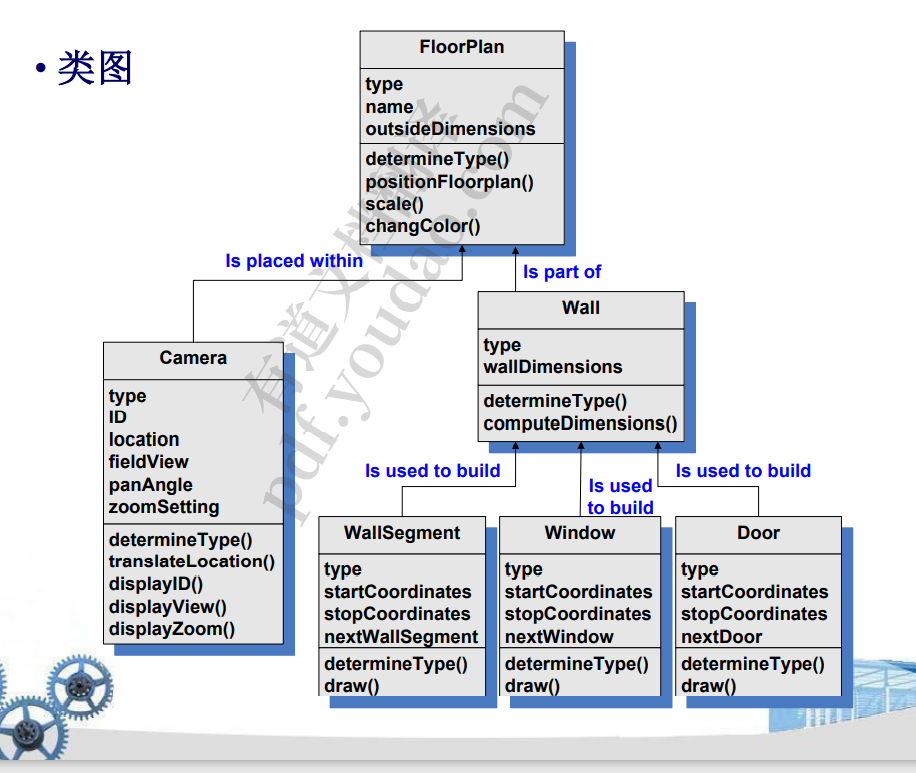 • 类图
FloorPlan
type
name
outsideDimensions
determineType()
positionFloorplan()
scale()
changColor()
Is placed within
Is part of
Camera
type
ID
location
fieldView
panAngle
zoomSetting
determineType()
translateLocation()
displayID()
displayView()
displayZoom()
Wall
type
wallDimensions
determineType()
computeDimensions()
Is used to build
Is used
to build
Is used to build
WallSegment
type
startCoordinates
stopCoordinates
nextWallSegment
determineType()
draw()
Window
type
startCoordinates
stopCoordinates
nextWindow
determineType()
draw()
Door
type
startCoordinates
stopCoordinates
nextDoor
determineType()
draw()
有道文档翻译
pdf.youdao.com